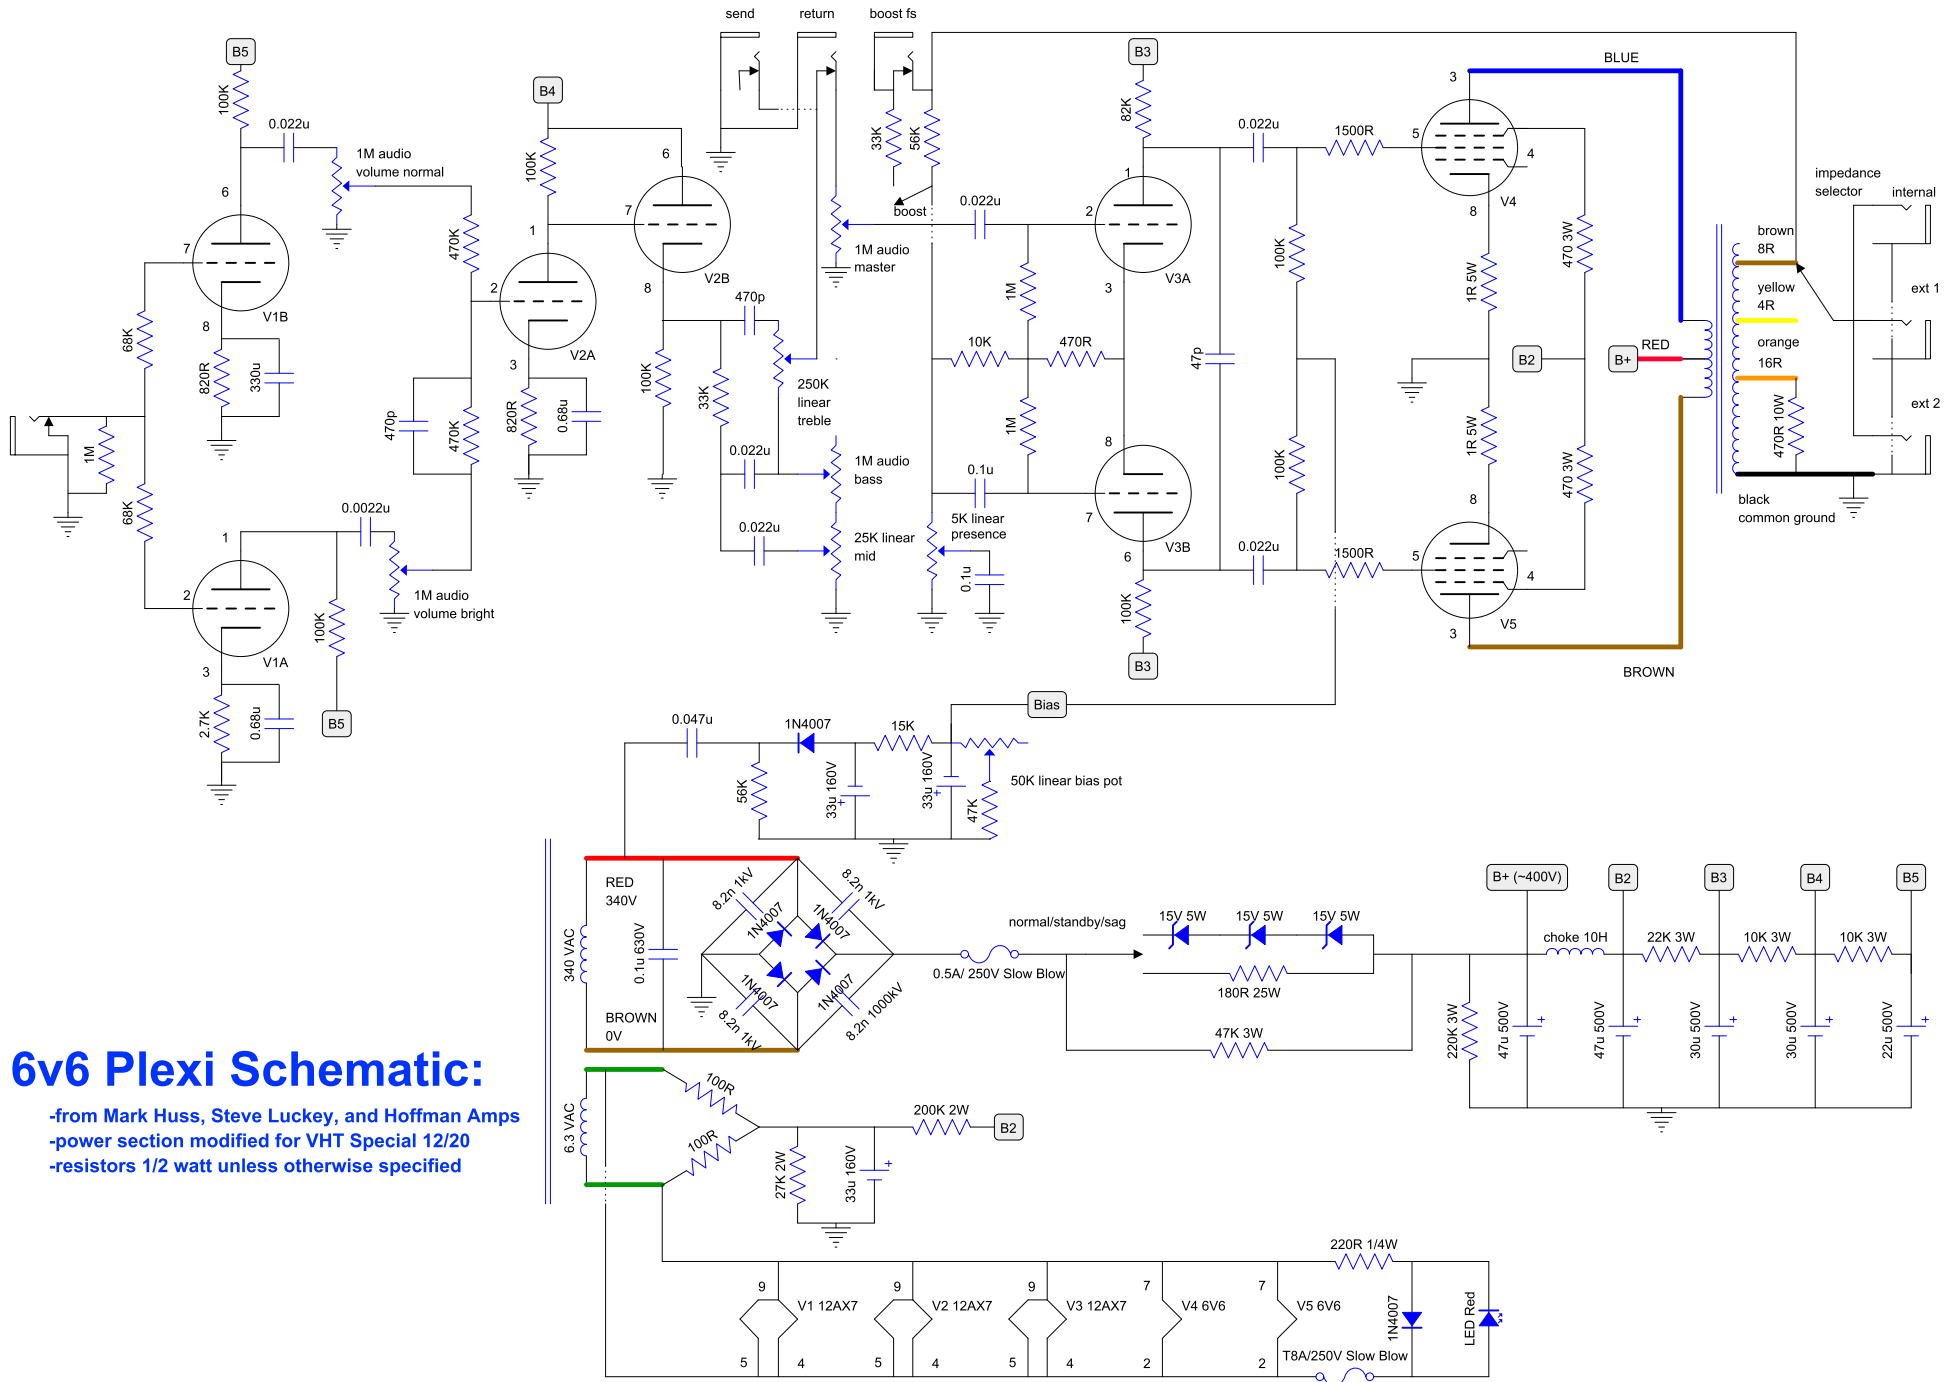 send
return
boost fs
B5
B4
B3
100K
0.022u
1M audio
volume normal
6
7
V1B
8
820R
330u
68K
68K
1M
470K
470K
470p
0.0022u
1M audio
volume bright
1
2
V1A
3
2.7K
0.68u
100K
B5
100K
1
2
V2A
3
820R
0.68u
6
7
V2B
8
100K
33K
470p
250K
linear
treble
0.022u
1M audio
bass
0.022u
25K linear
mid
33K
56K
boost
1M audio
master
0.022u
82K
1
2
V3A
3
1M
10K
470R
1M
0.1u
5K linear
presence
0.1u
8
7
V3B
6
100K
B3
47p
0.022u
1500R
100K
100K
0.022u
1500R
BLUE
3
5
4
V4
8
1R 5W
470 3W
B2
B+
RED
1R 5W
470 3W
8
5
4
V5
3
BROWN
impedance
selector
internal
brown
8R
yellow
4R
ext 1
orange
16R
470R 10W
ext 2
black
common ground
Bias
0.047u
1N4007
15K
56K
33u 160V
+
33u 160V
+
47K
50K linear bias pot
RED
340V
340 VAC
0.1u 630V
BROWN
0V
8.2n 1kV
8.2n 1kV
1N4007
1N4007
1N4007
1N4007
8.2n 1kV
8.2n 1000kV
0.5A/ 250V Slow Blow
normal/standby/sag
15V 5W
15V 5W
15V 5W
180R 25W
47K 3W
B+ (~400V)
B2
B3
B4
B5
choke 10H
22K 3W
10K 3W
10K 3W
220K 3W
47u 500V
+
47u 500V
+
30u 500V
+
30u 500V
+
22u 500V
+
6v6 Plexi Schematic:
-from Mark Huss, Steve Luckey, and Hoffman Amps
-power section modified for VHT Special 12/20
-resistors 1/2 watt unless otherwise specified
6.3 VAC
100R
100R
200K 2W
B2
27K 2W
33u 160V
+
220R 1/4W
9
V1 12AX7
9
V2 12AX7
9
V3 12AX7
7
V4 6V6
7
V5 6V6
1N4007
LED Red
5
4
5
4
5
4
2
2
T8A/250V Slow Blow